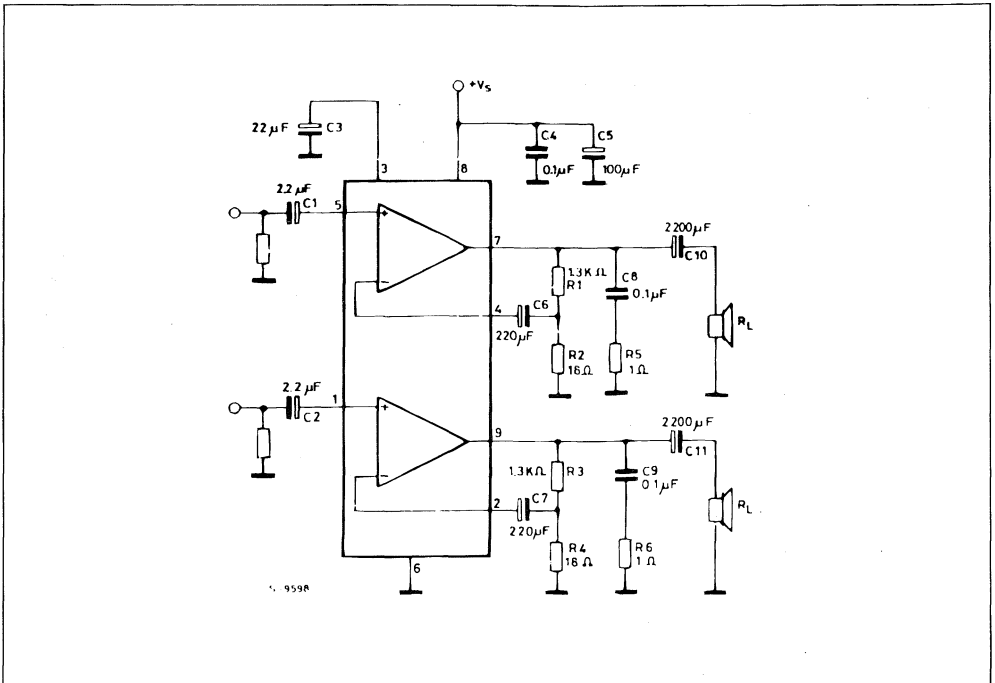 +Vs
22µF
C3
C4
0.1µF
C5
100µF
3
8
2.2µF
C1
5
7
2200µF
C10
1.3KΩ
R1
C8
0.1µF
4
C6
220µF
R2
16Ω
R5
1Ω
RL
2.2µF
C2
1
9
2200µF
C11
1.3KΩ
R3
C9
0.1µF
2
C7
220µF
R4
16Ω
R6
1Ω
RL
6
9598